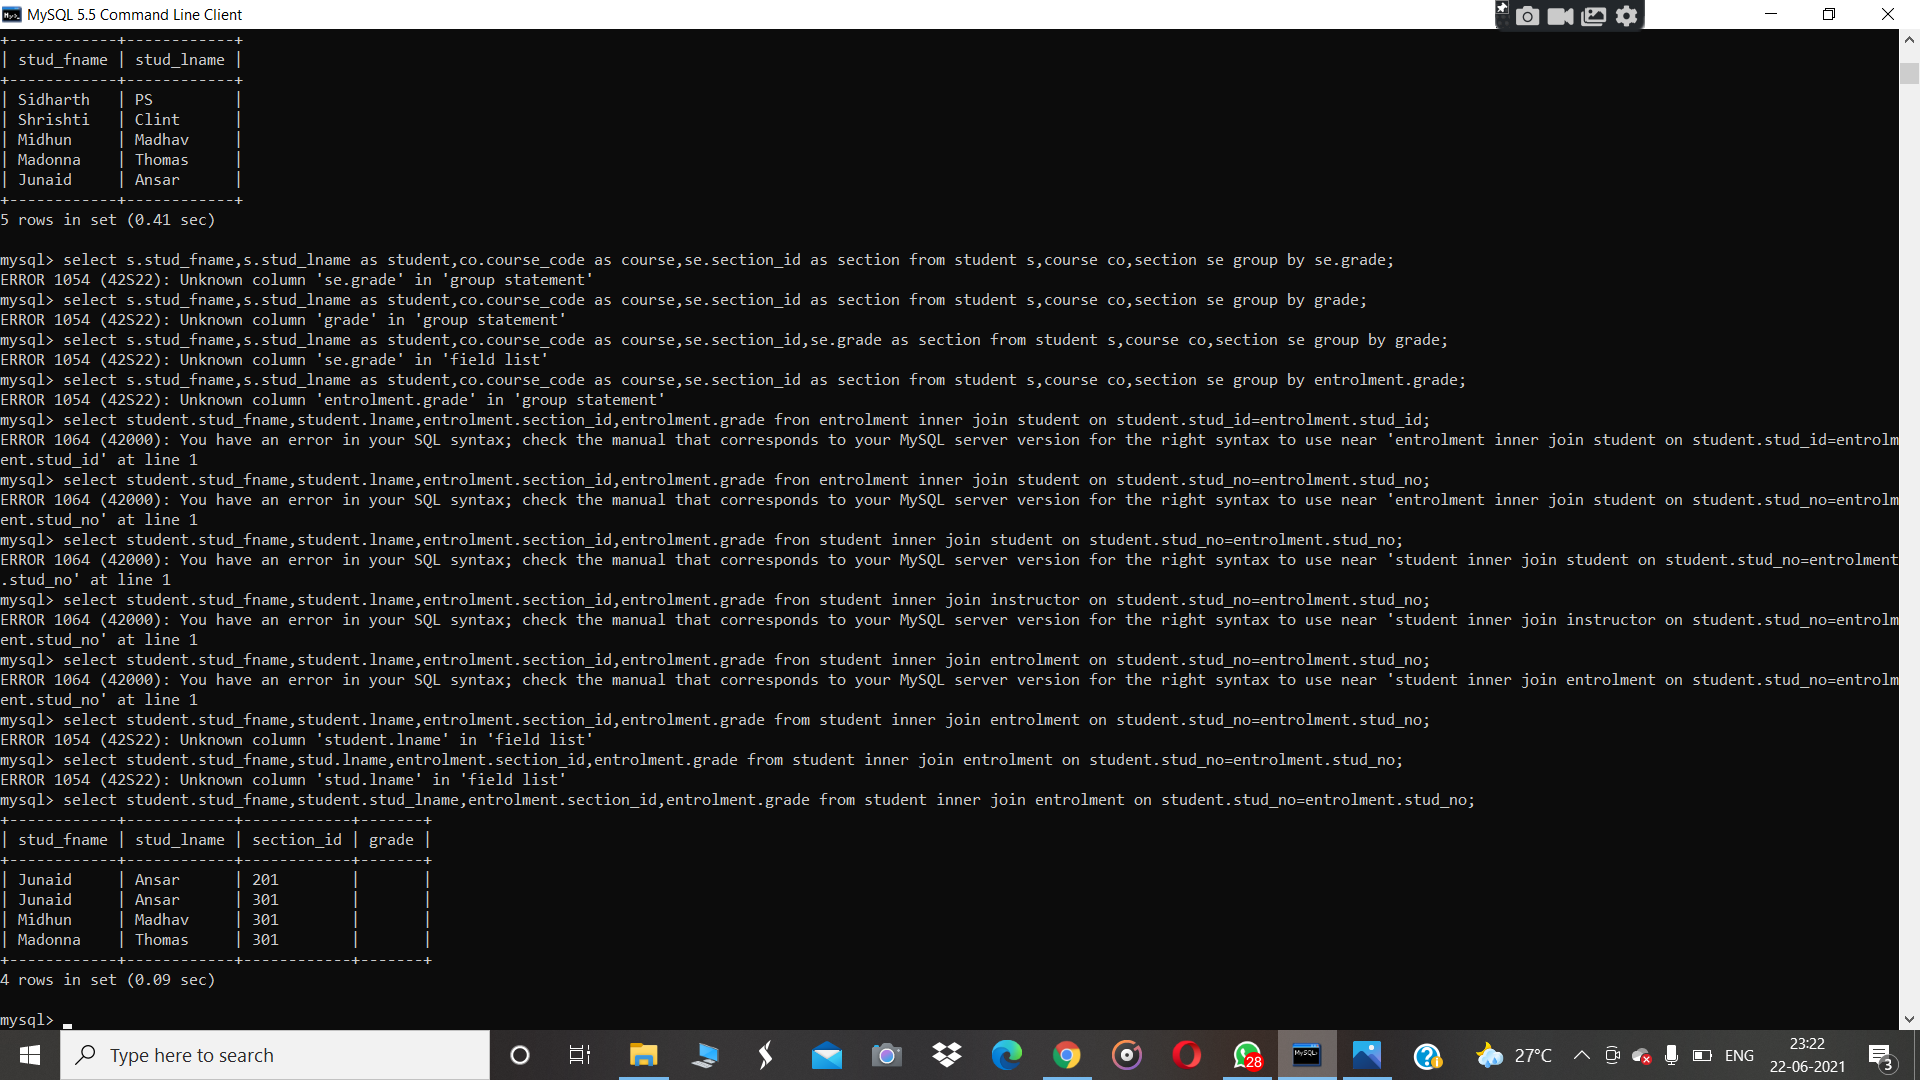 MySQL 5.5 Command Line Client
+------------+------------+
| stud_fname | stud_lname |
+------------+------------+
| Sidharth   | PS         |
| Shrishti   | Clint      |
| Midhun     | Madhav     |
| Madonna    | Thomas     |
| Junaid     | Ansar      |
+------------+------------+
5 rows in set (0.41 sec)
mysql> select s.stud_fname,s.stud_lname as student,co.course_code as course,se.section_id as section from student s,course co,section se group by se.grade;
ERROR 1054 (42S22): Unknown column 'se.grade' in 'group statement'
mysql> select s.stud_fname,s.stud_lname as student,co.course_code as course,se.section_id as section from student s,course co,section se group by grade;
ERROR 1054 (42S22): Unknown column 'grade' in 'group statement'
mysql> select s.stud_fname,s.stud_lname as student,co.course_code as course,se.section_id,se.grade as section from student s,course co,section se group by grade;
ERROR 1054 (42S22): Unknown column 'se.grade' in 'field list'
mysql> select s.stud_fname,s.stud_lname as student,co.course_code as course,se.section_id as section from student s,course co,section se group by entrolment.grade;
ERROR 1054 (42S22): Unknown column 'entrolment.grade' in 'group statement'
mysql> select student.stud_fname,student.lname,entrolment.section_id,entrolment.grade fron entrolment inner join student on student.stud_id=entrolment.stud_id;
ERROR 1064 (42000): You have an error in your SQL syntax; check the manual that corresponds to your MySQL server version for the right syntax to use near 'entrolment inner join student on student.stud_id=entrolm
ent.stud_id' at line 1
mysql> select student.stud_fname,student.lname,entrolment.section_id,entrolment.grade fron entrolment inner join student on student.stud_no=entrolment.stud_no;
ERROR 1064 (42000): You have an error in your SQL syntax; check the manual that corresponds to your MySQL server version for the right syntax to use near 'entrolment inner join student on student.stud_no=entrolm
ent.stud_no' at line 1
mysql> select student.stud_fname,student.lname,entrolment.section_id,entrolment.grade fron student inner join student on student.stud_no=entrolment.stud_no;
ERROR 1064 (42000): You have an error in your SQL syntax; check the manual that corresponds to your MySQL server version for the right syntax to use near 'student inner join student on student.stud_no=entrolment
.stud_no' at line 1
mysql> select student.stud_fname,student.lname,entrolment.section_id,entrolment.grade fron student inner join instructor on student.stud_no=entrolment.stud_no;
ERROR 1064 (42000): You have an error in your SQL syntax; check the manual that corresponds to your MySQL server version for the right syntax to use near 'student inner join instructor on student.stud_no=entrolm
ent.stud_no' at line 1
mysql> select student.stud_fname,student.lname,entrolment.section_id,entrolment.grade fron student inner join entrolment on student.stud_no=entrolment.stud_no;
ERROR 1064 (42000): You have an error in your SQL syntax; check the manual that corresponds to your MySQL server version for the right syntax to use near 'student inner join entrolment on student.stud_no=entrolm
ent.stud_no' at line 1
mysql> select student.stud_fname,student.lname,entrolment.section_id,entrolment.grade from student inner join entrolment on student.stud_no=entrolment.stud_no;
ERROR 1054 (42S22): Unknown column 'student.lname' in 'field list'
mysql> select student.stud_fname,stud.lname,entrolment.section_id,entrolment.grade from student inner join entrolment on student.stud_no=entrolment.stud_no;
ERROR 1054 (42S22): Unknown column 'stud.lname' in 'field list'
mysql> select student.stud_fname,student.stud_lname,entrolment.section_id,entrolment.grade from student inner join entrolment on student.stud_no=entrolment.stud_no;
+------------+------------+------------+-------+
| stud_fname | stud_lname | section_id | grade |
+------------+------------+------------+-------+
| Junaid     | Ansar      | 201        |       |
| Junaid     | Ansar      | 301        |       |
| Midhun     | Madhav     | 301        |       |
| Madonna    | Thomas     | 301        |       |
+------------+------------+------------+-------+
4 rows in set (0.09 sec)
mysql>
Type here to search
28
MySQL
27°C
ENG
23:22
22-06-2021
3